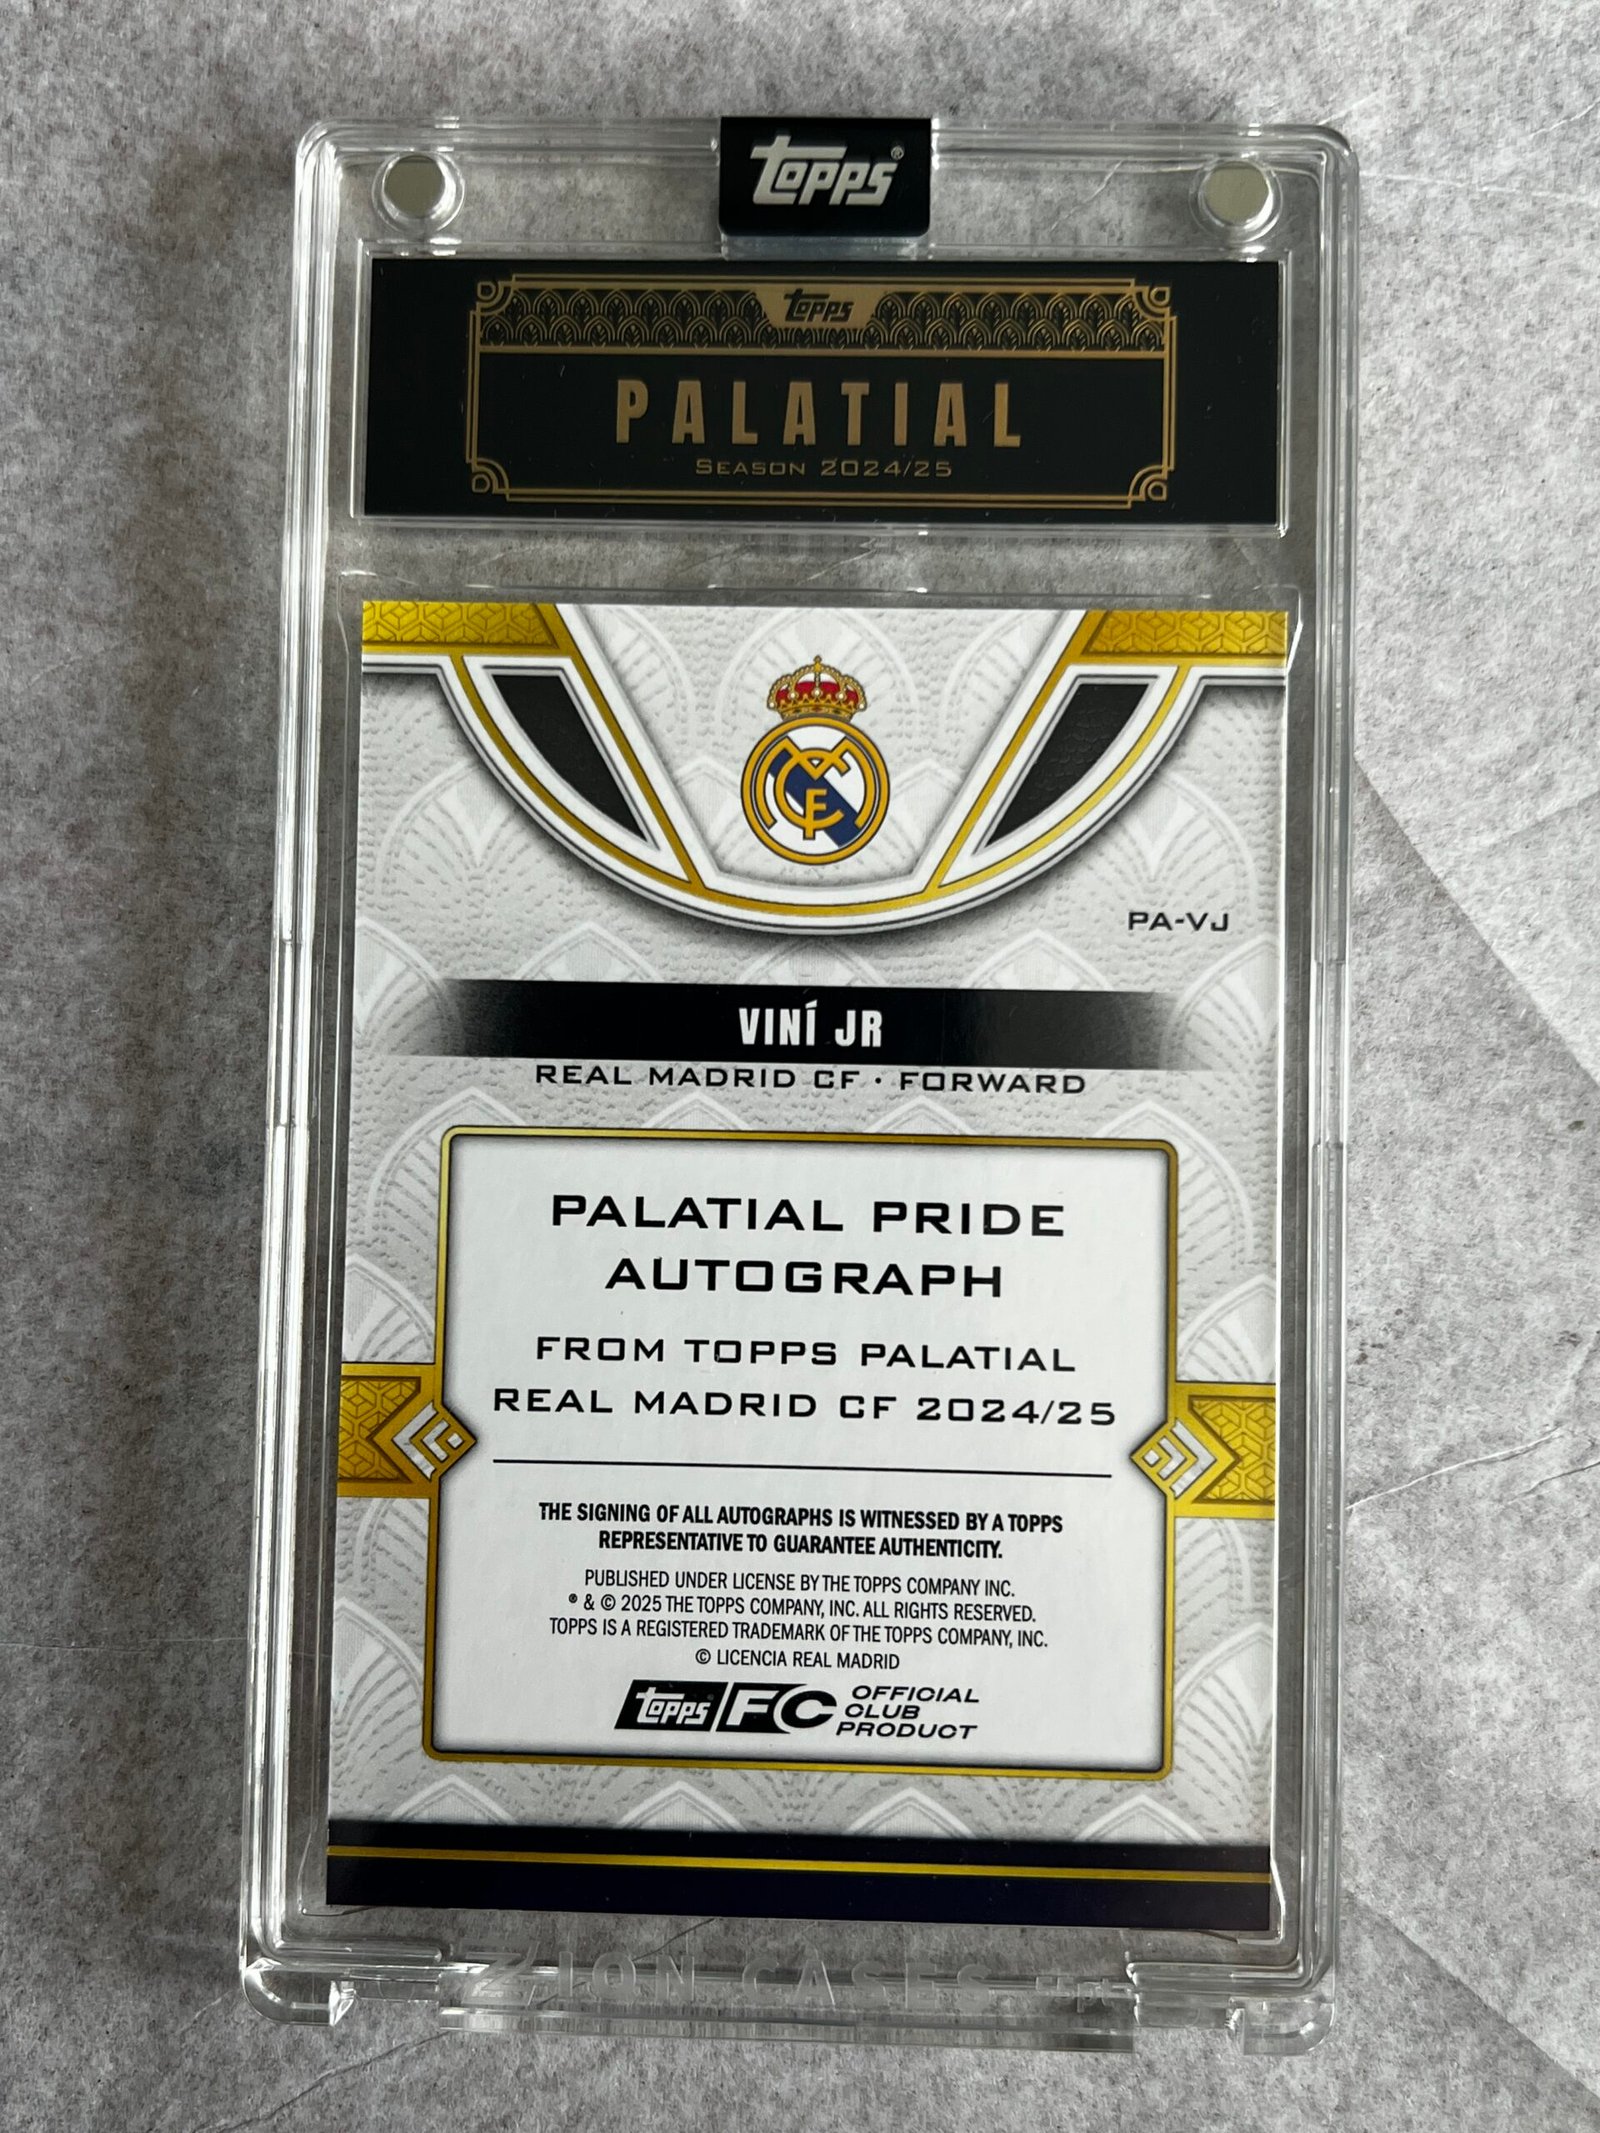 Topps®
Topps
PALATIAL
SEASON 2024/25
PA-VJ
VINÍ JR
REAL MADRID CF • FORWARD
PALATIAL PRIDE
AUTOGRAPH
FROM TOPPS PALATIAL
REAL MADRID CF 2024/25
THE SIGNING OF ALL AUTOGRAPHS IS WITNESSED BY A TOPPS
REPRESENTATIVE TO GUARANTEE AUTHENTICITY.
PUBLISHED UNDER LICENSE BY THE TOPPS COMPANY INC.
® & © 2025 THE TOPPS COMPANY, INC. ALL RIGHTS RESERVED.
TOPPS IS A REGISTERED TRADEMARK OF THE TOPPS COMPANY, INC.
© LICENCIA REAL MADRID
Topps FC OFFICIAL
CLUB
PRODUCT
ZION CASES